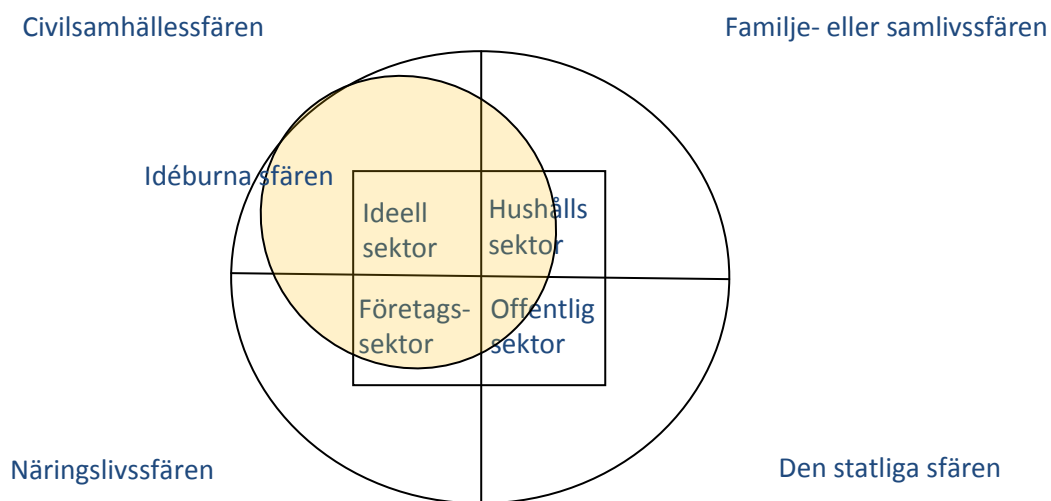 Civilsamhällessfären
Familje- eller samlivssfären
Idéburna sfären
Ideell
sektor
Hushålls
sektor
Företags-
sektor
Offentlig
sektor
Näringslivssfären
Den statliga sfären